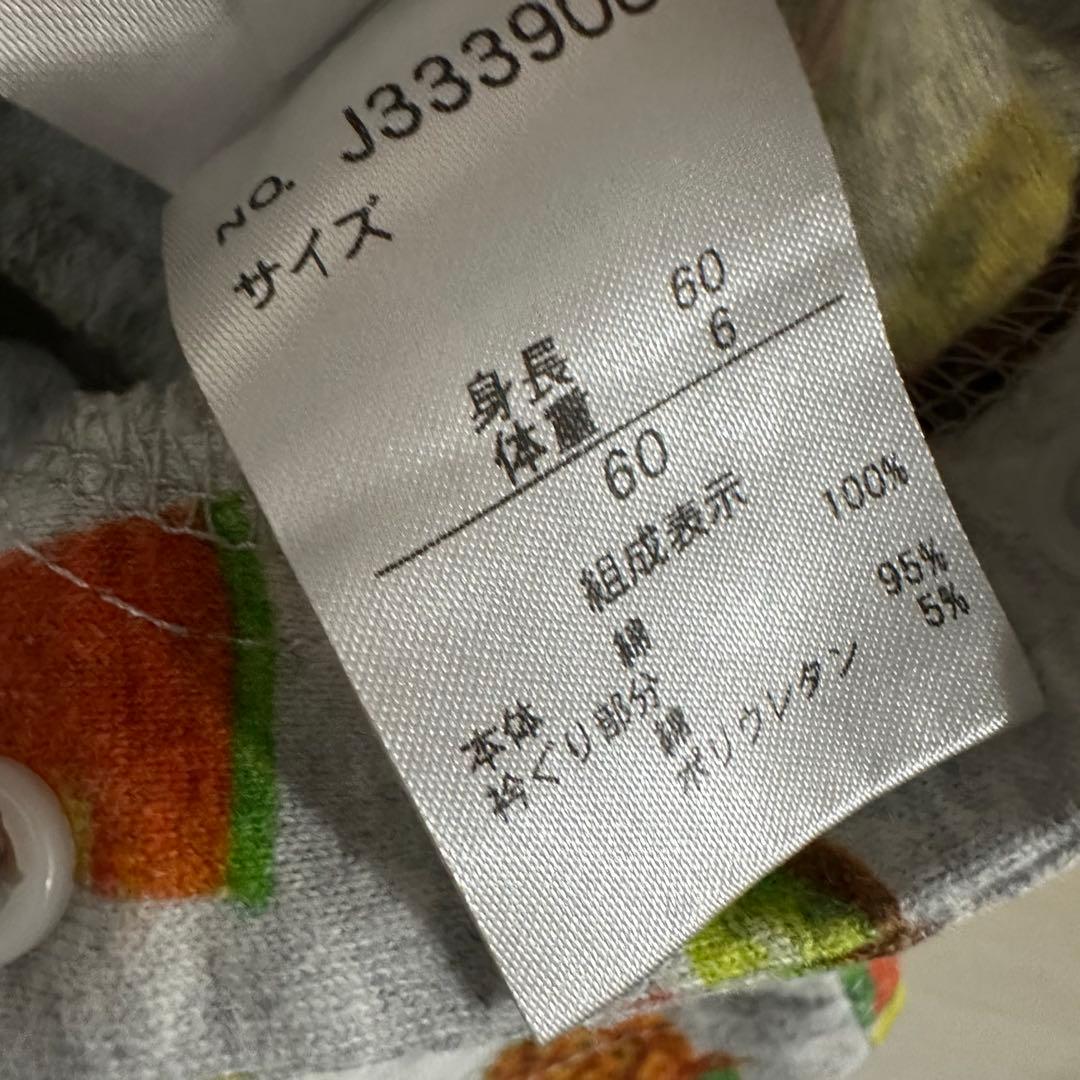 NO. J33390
サイズ
身長 60
体重 6
60
組成表示
綿 100%
本体
衿ぐり部分
綿 95%
ポリウレタン 5%